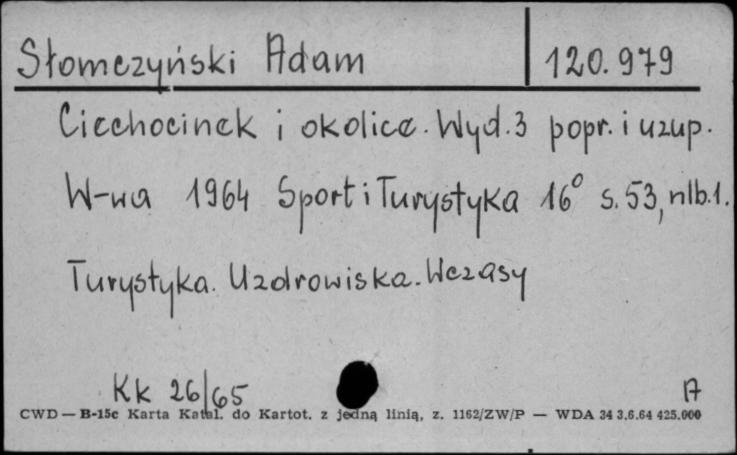 Słomczyński Adam 120.979
Ciechocinek i okolice. Wyd.3 popr. i uzup.
W-wa 1964 Sport i Turystyka 16° s. 53, nlb.1.
Turystyka. Uzdrowiska. Wczasy
Kk 26/65 A
CWD — B-15c Karta Katal. do Kartot. z jedną linią, z. 1162/ZW/P — WDA 34 3.6.64 425.000